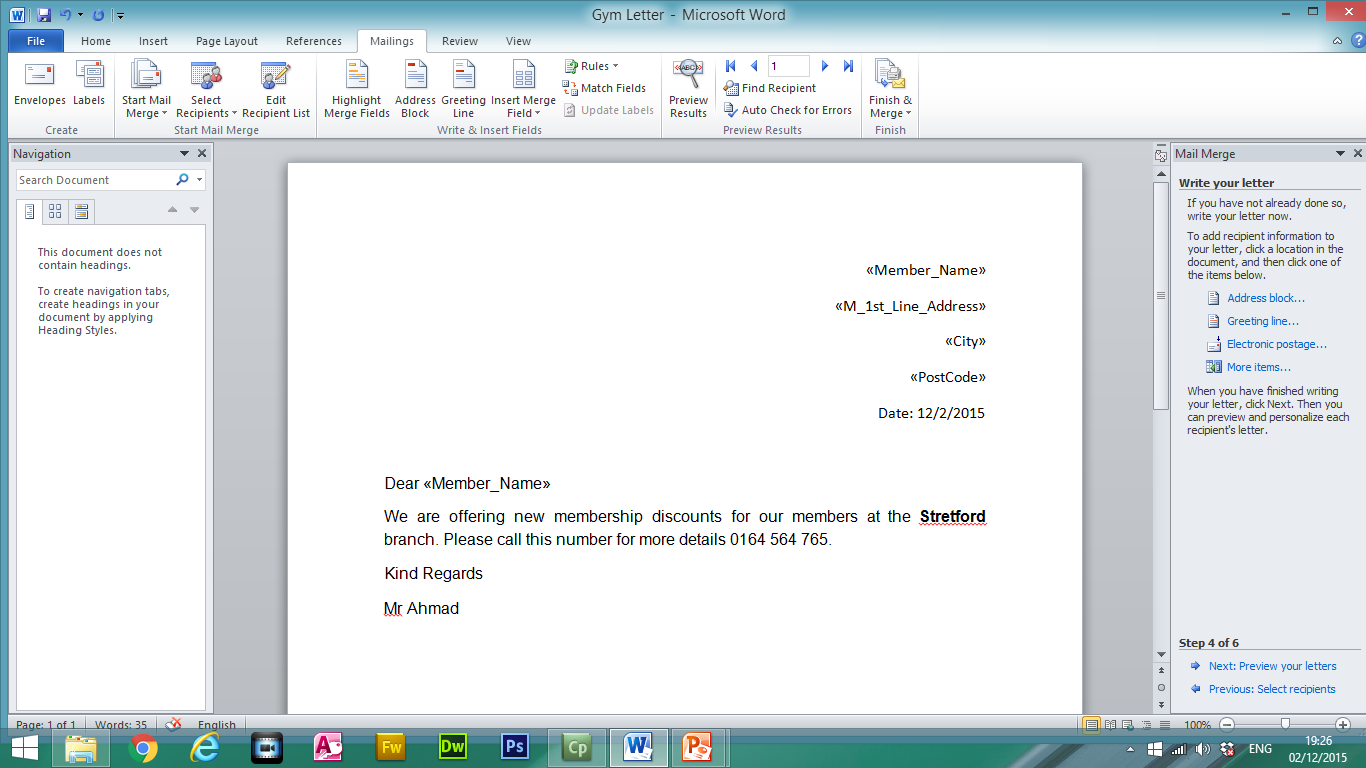 Gym Letter - Microsoft Word
File Home Insert Page Layout References Mailings Review View
Envelopes Labels
Create
Start Mail Merge
Select Recipients
Edit Recipient List
Start Mail Merge
Highlight Merge Fields
Address Block
Greeting Line
Insert Merge Field
Rules
Match Fields
Update Labels
Write & Insert Fields
«ABC»
Preview Results
1
Find Recipient
Auto Check for Errors
Preview Results
Finish & Merge
Finish
Navigation
Search Document
This document does not
contain headings.
To create navigation tabs,
create headings in your
document by applying
Heading Styles.
«Member_Name»
«M_1st_Line_Address»
«City»
«PostCode»
Date: 12/2/2015
Dear «Member_Name»
We are offering new membership discounts for our members at the Stretford
branch. Please call this number for more details 0164 564 765.
Kind Regards
Mr Ahmad
Mail Merge
Write your letter
If you have not already done so,
write your letter now.
To add recipient information to
your letter, click a location in the
document, and then click one of
the items below.
Address block...
Greeting line...
Electronic postage...
More items...
When you have finished writing
your letter, click Next. Then you
can preview and personalize each
recipient's letter.
Step 4 of 6
Next: Preview your letters
Previous: Select recipients
Page: 1 of 1 Words: 35 English
100%
A Fw Dw Ps Cp W P
ENG
19:26
02/12/2015